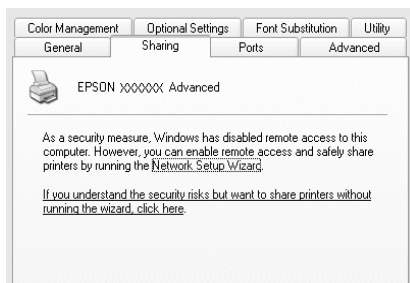 Color Management Optional Settings Font Substitution Utility
General Sharing Ports Advanced
EPSON XXXXXX Advanced
As a security measure, Windows has disabled remote access to this
computer. However, you can enable remote access and safely share
printers by running the Network Setup Wizard.
If you understand the security risks but want to share printers without
running the wizard, click here.